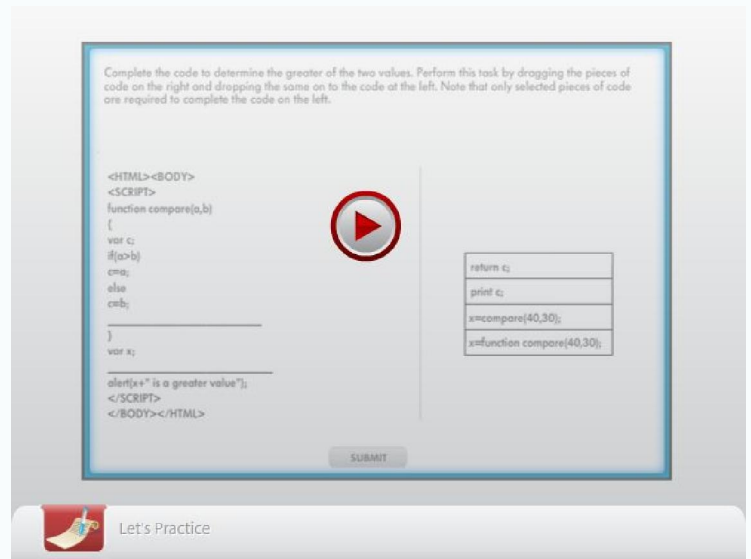 Complete the code to determine the greater of the two values. Perform this task by dragging the pieces of
code on the right and dropping the same on to the code at the left. Note that only selected pieces of code
are required to complete the code on the left.
<HTML><BODY>
<SCRIPT>
function compare(a,b)
{
var c;
if(a>b)
c=a;
else
c=b;
}
var x;
alert(x+" is a greater value");
</SCRIPT>
</BODY></HTML>
return c;
print c;
x=compare(40,30);
x=function compare(40,30);
SUBMIT
Let's Practice